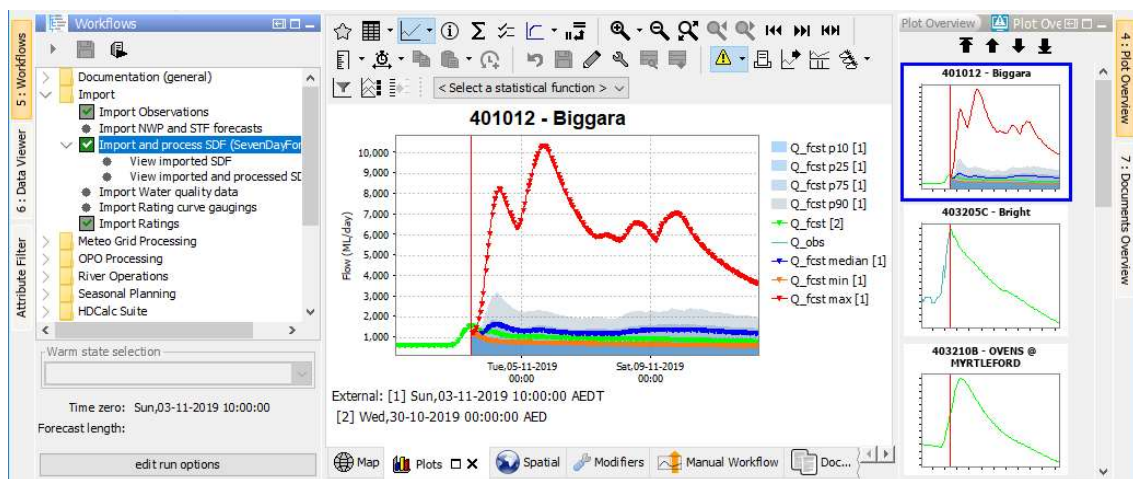 Workflows
5 : Workflows
6 : Data Viewer
Attribute Filter
Documentation (general)
Import
Import Observations
Import NWP and STF forecasts
Import and process SDF (SevenDayFor
View imported SDF
View imported and processed SD
Import Water quality data
Import Rating curve gaugings
Import Ratings
Meteo Grid Processing
OPO Processing
River Operations
Seasonal Planning
HDCalc Suite
Warm state selection
Time zero: Sun,03-11-2019 10:00:00
Forecast length:
edit run options
< Select a statistical function >
401012 - Biggara
Flow (ML/day)
10,000
9,000
8,000
7,000
6,000
5,000
4,000
3,000
2,000
1,000
Tue,05-11-2019
00:00
Sat,09-11-2019
00:00
Q_fcst p10 [1]
Q_fcst p25 [1]
Q_fcst p75 [1]
Q_fcst p90 [1]
Q_fcst [2]
Q_obs
Q_fcst median [1]
Q_fcst min [1]
Q_fcst max [1]
External: [1] Sun,03-11-2019 10:00:00 AEDT
[2] Wed,30-10-2019 00:00:00 AED
Map
Plots
Spatial
Modifiers
Manual Workflow
Doc...
Plot Overview
Plot Ove
401012 - Biggara
403205C - Bright
403210B - OVENS @
MYRTLEFORD
4 : Plot Overview
7 : Documents Overview